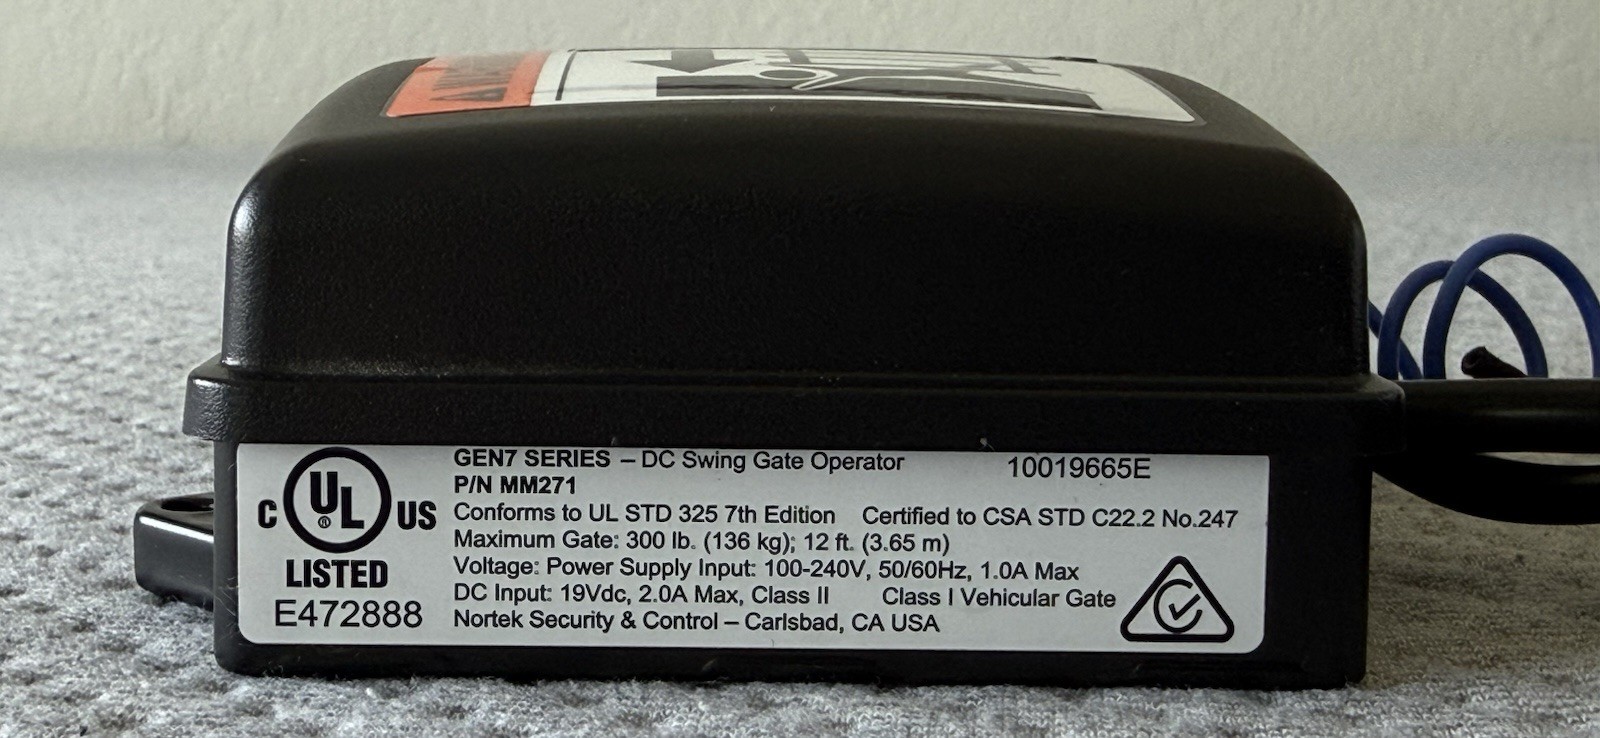 WARNING
GEN7 SERIES – DC Swing Gate Operator 10019665E
P/N MM271
Conforms to UL STD 325 7th Edition Certified to CSA STD C22.2 No.247
Maximum Gate: 300 lb. (136 kg); 12 ft. (3.65 m)
Voltage: Power Supply Input: 100-240V, 50/60Hz, 1.0A Max
DC Input: 19Vdc, 2.0A Max, Class II Class I Vehicular Gate
Nortek Security & Control – Carlsbad, CA USA
C UL ® US
LISTED
E472888